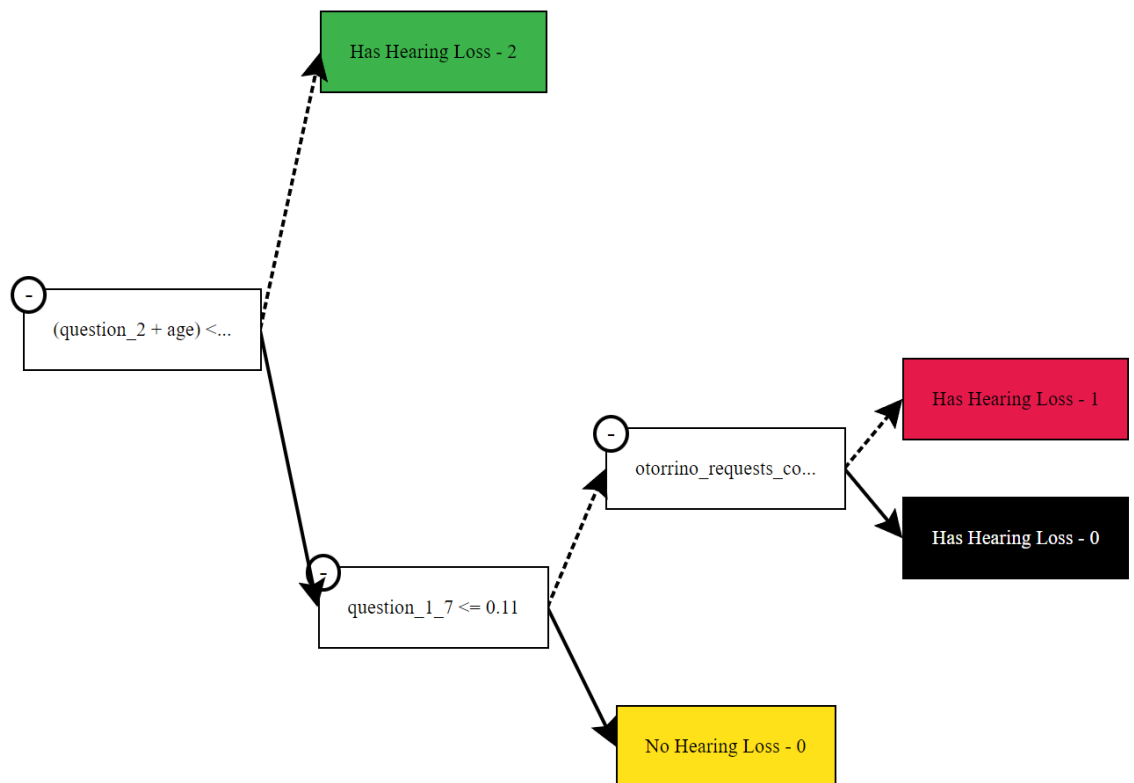 Has Hearing Loss - 2
-
(question_2 + age) <...
-
otorrino_requests_co...
Has Hearing Loss - 1
Has Hearing Loss - 0
-
question_1_7 <= 0.11
No Hearing Loss - 0